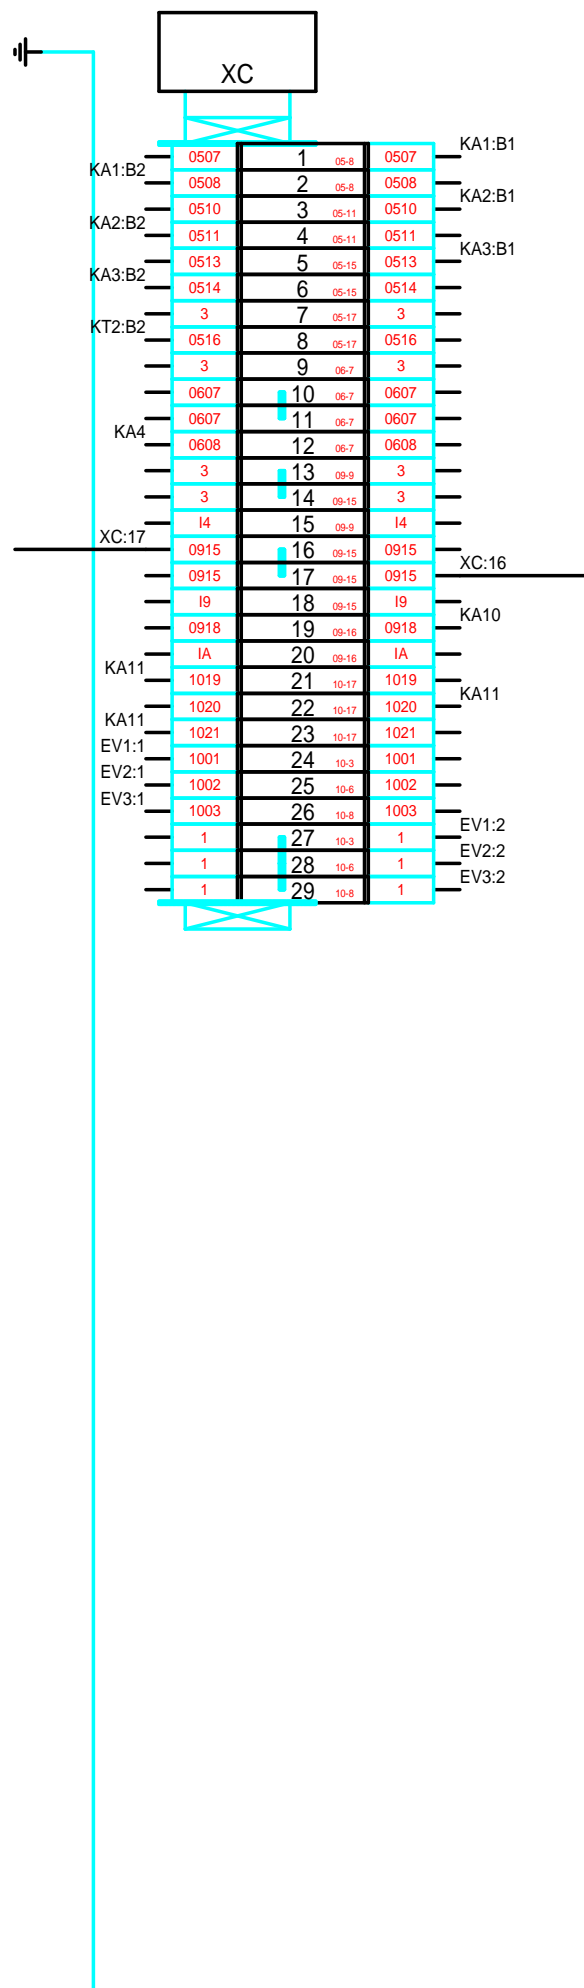 XC
KA1:B1
0507 1 05-8 0507
KA1:B2
0508 2 05-8 0508
KA2:B1
0510 3 05-11 0510
KA2:B2
0511 4 05-11 0511
KA3:B1
0513 5 05-15 0513
KA3:B2
0514 6 05-15 0514
3 7 05-17 3
KT2:B2
0516 8 05-17 0516
3 9 06-7 3
0607 10 06-7 0607
0607 11 06-7 0607
KA4
0608 12 06-7 0608
3 13 09-9 3
3 14 09-15 3
I4 15 09-9 I4
XC:17
0915 16 09-15 0915
XC:16
0915 17 09-15 0915
I9 18 09-15 I9
KA10
0918 19 09-16 0918
IA 20 09-16 IA
KA11
1019 21 10-17 1019
KA11
1020 22 10-17 1020
KA11
1021 23 10-17 1021
EV1:1
1001 24 10-3 1001
EV2:1
1002 25 10-6 1002
EV3:1
1003 26 10-8 1003
EV1:2
1 27 10-3 1
EV2:2
1 28 10-6 1
EV3:2
1 29 10-8 1